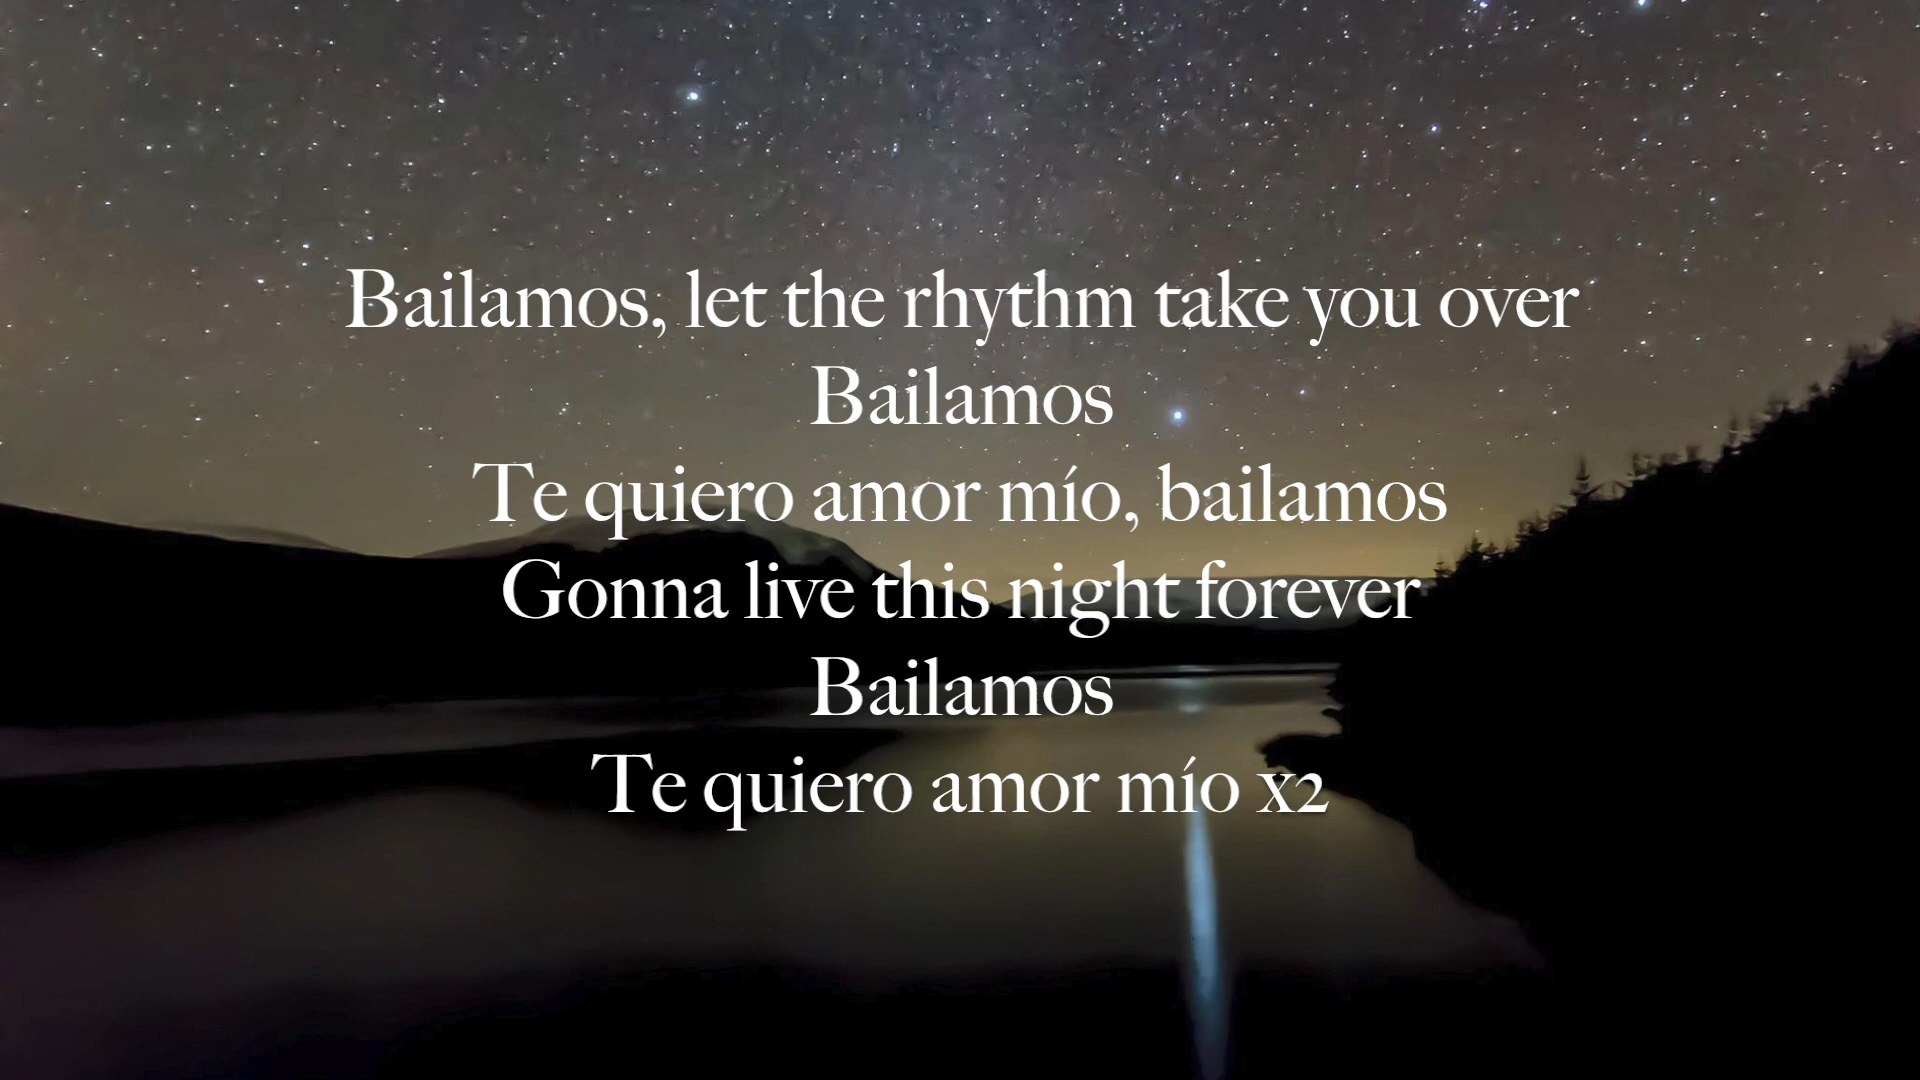 Bailamos, let the rhythm take you over
Bailamos
Te quiero amor mío, bailamos
Gonna live this night forever
Bailamos
Te quiero amor mío x2